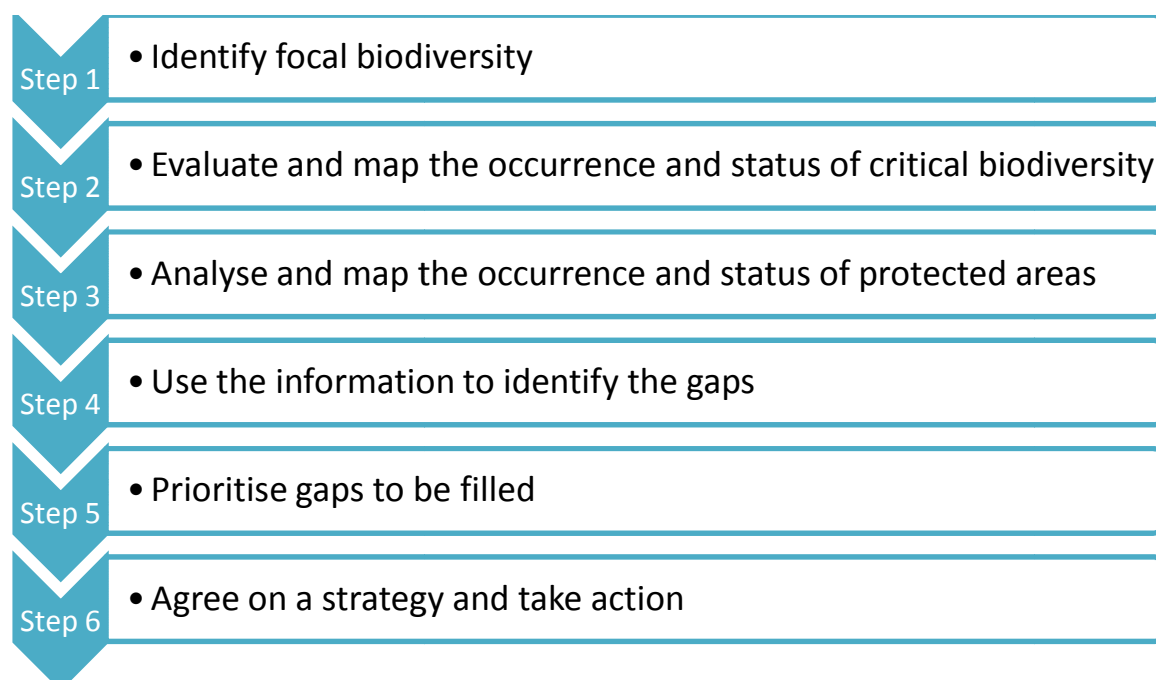 Step 1
• Identify focal biodiversity
Step 2
• Evaluate and map the occurrence and status of critical biodiversity
Step 3
• Analyse and map the occurrence and status of protected areas
Step 4
• Use the information to identify the gaps
Step 5
• Prioritise gaps to be filled
Step 6
• Agree on a strategy and take action